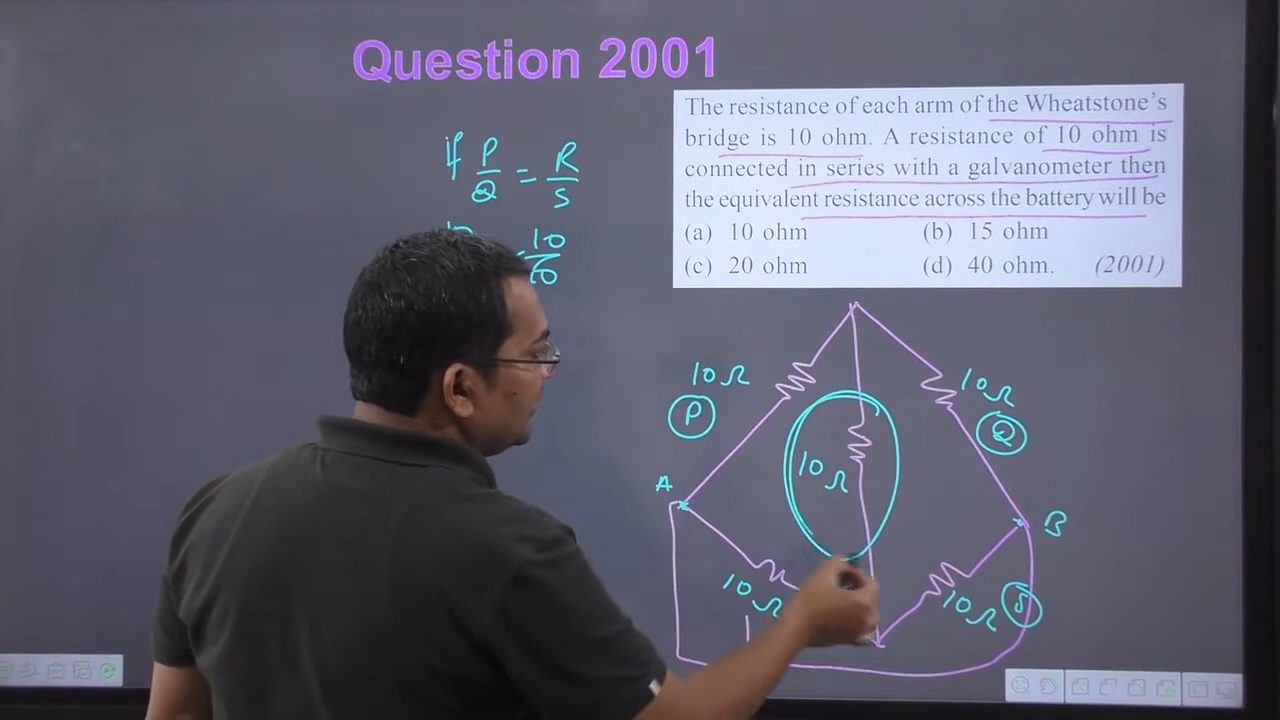 Question 2001
The resistance of each arm of the Wheatstone's
bridge is 10 ohm. A resistance of 10 ohm is
connected in series with a galvanometer then
the equivalent resistance across the battery will be
(a) 10 ohm (b) 15 ohm
(c) 20 ohm (d) 40 ohm. (2001)
if P/Q = R/S
= 10/10
10Ω
P
10Ω
Q
10Ω
A
B
10Ω
10Ω
S